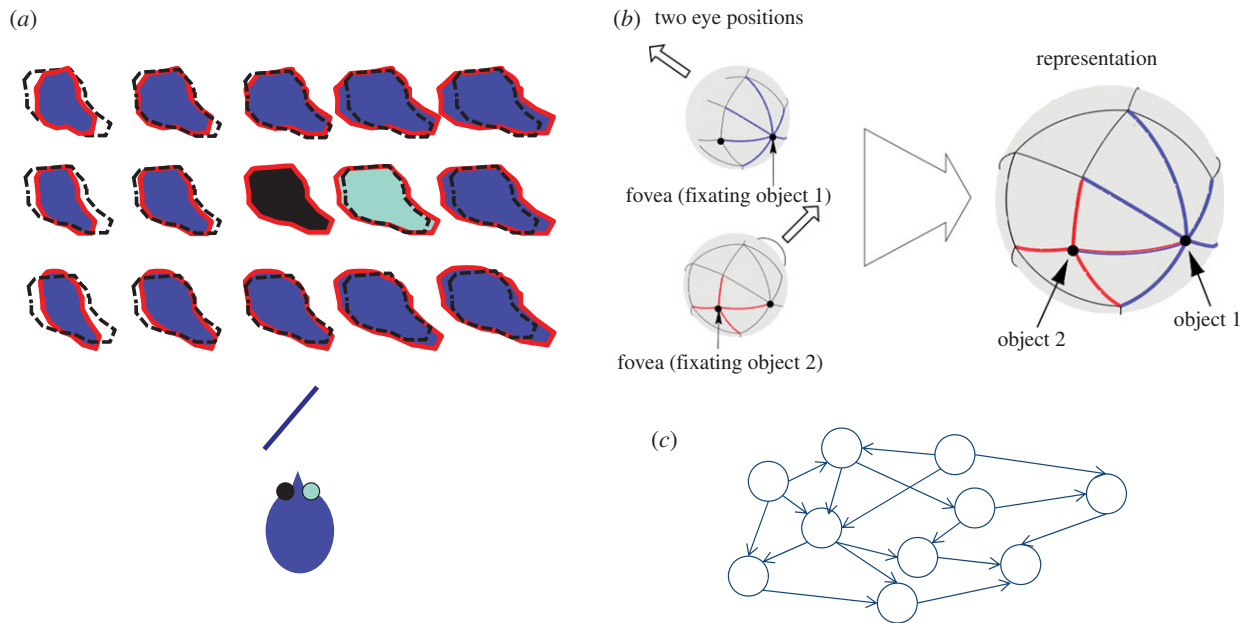 (a)
(b) two eye positions
representation
fovea (fixating object 1)
fovea (fixating object 2)
object 2
object 1
(c)